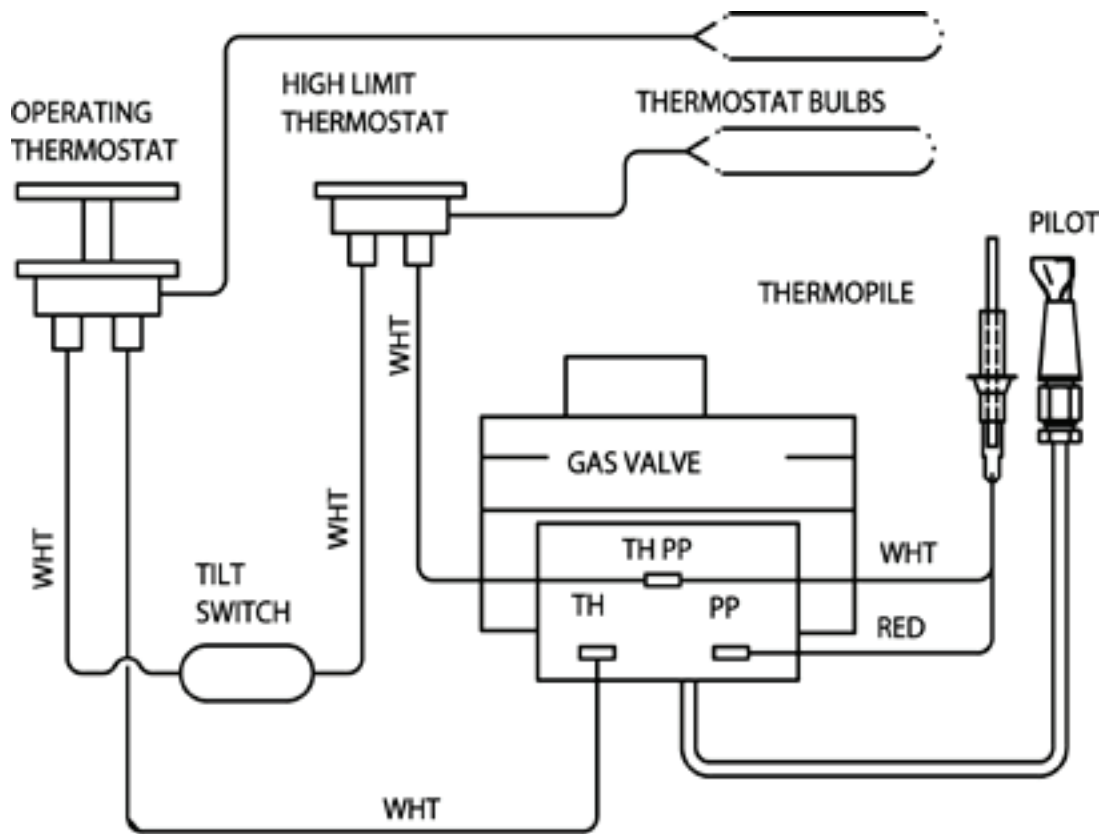 HIGH LIMIT
THERMOSTAT
THERMOSTAT BULBS
OPERATING
THERMOSTAT
PILOT
THERMOPILE
WHT
GAS VALVE
WHT
WHT
TH PP
WHT
TILT
SWITCH
TH
PP
RED
WHT